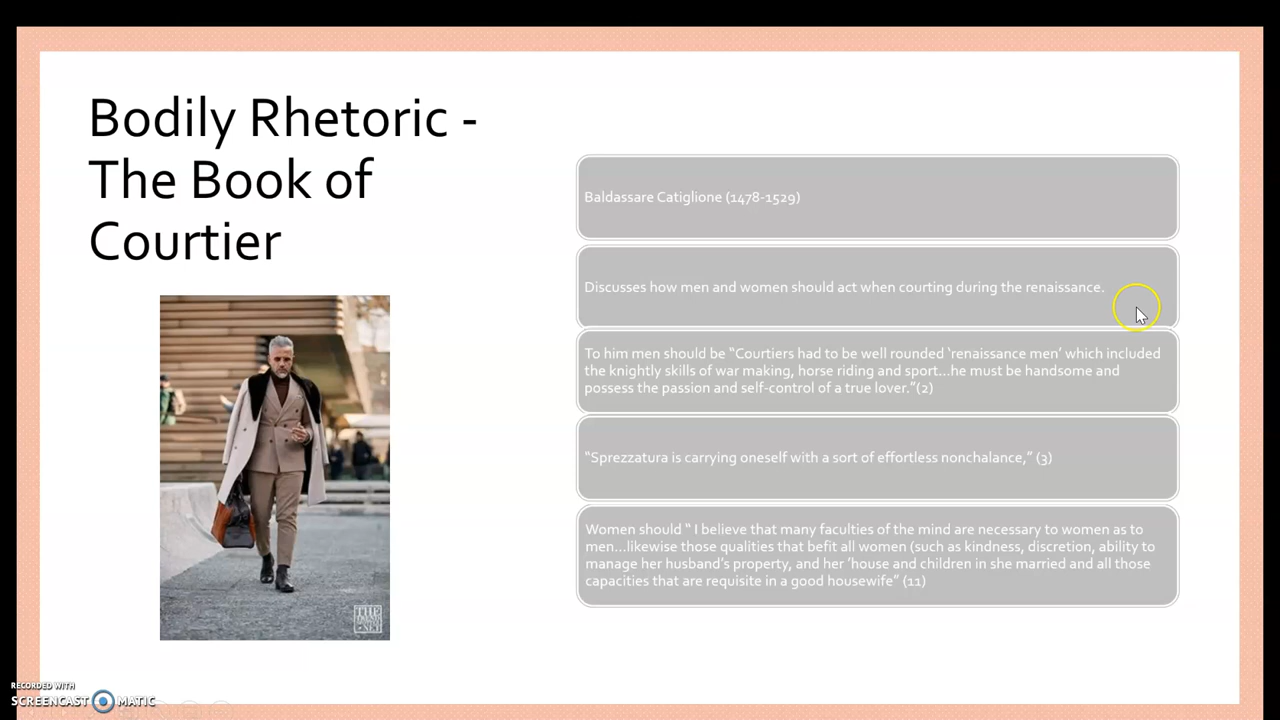 Bodily Rhetoric -
The Book of
Courtier
Baldassare Catiglione (1478-1529)
Discusses how men and women should act when courting during the renaissance.
To him men should be “Courtiers had to be well rounded ‘renaissance men’ which included
the knightly skills of war making, horse riding and sport…he must be handsome and
possess the passion and self-control of a true lover.”(2)
“Sprezzatura is carrying oneself with a sort of effortless nonchalance,” (3)
Women should “ I believe that many faculties of the mind are necessary to women as to
men…likewise those qualities that befit all women (such as kindness, discretion, ability to
manage her husband’s property, and her ‘house and children in she married and all those
capacities that are requisite in a good housewife” (11)
THE
TREND
SPOTTER
.NET
RECORDED WITH
SCREENCAST MATIC